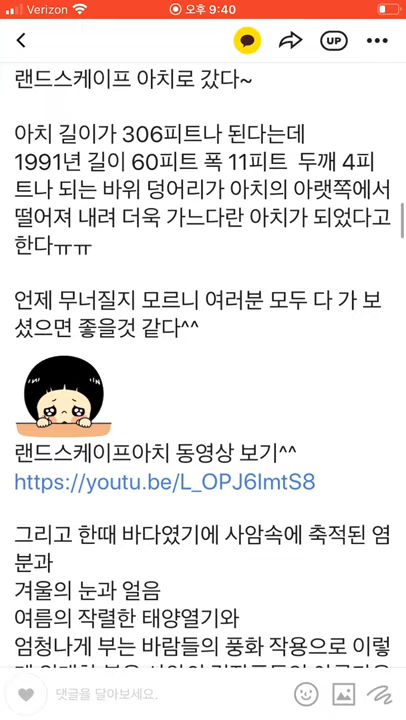 Verizon 오후 9:40
UP
랜드스케이프 아치로 갔다~
아치 길이가 306피트나 된다는데
1991년 길이 60피트 폭 11피트 두깨 4피
트나 되는 바위 덩어리가 아치의 아랫쪽에서
떨어져 내려 더욱 가느다란 아치가 되었다고
한다ㅠㅠ
언제 무너질지 모르니 여러분 모두 다 가 보
셨으면 좋을것 같다^^
랜드스케이프아치 동영상 보기^^
https://youtu.be/L_OPJ6ImtS8
그리고 한때 바다였기에 사암속에 축적된 염
분과
겨울의 눈과 얼음
여름의 작렬한 태양열기와
엄청나게 부는 바람들의 풍화 작용으로 이렇
댓글을 달아보세요.